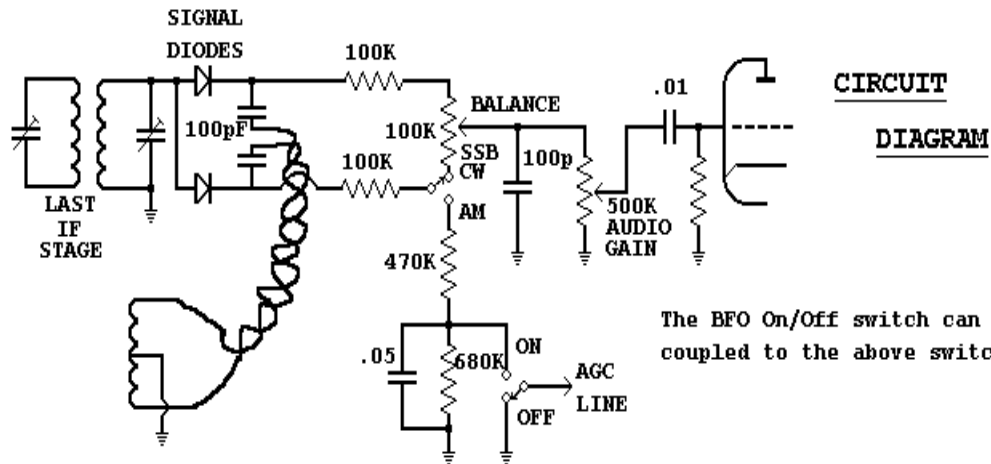 SIGNAL
DIODES
100K
100pF
100K
BALANCE
100K
SSB
CW
AM
100p
.01
500K
AUDIO
GAIN
CIRCUIT
DIAGRAM
LAST
IF
STAGE
470K
.05
680K
ON
OFF
AGC
LINE
The BFO On/Off switch can
coupled to the above switc